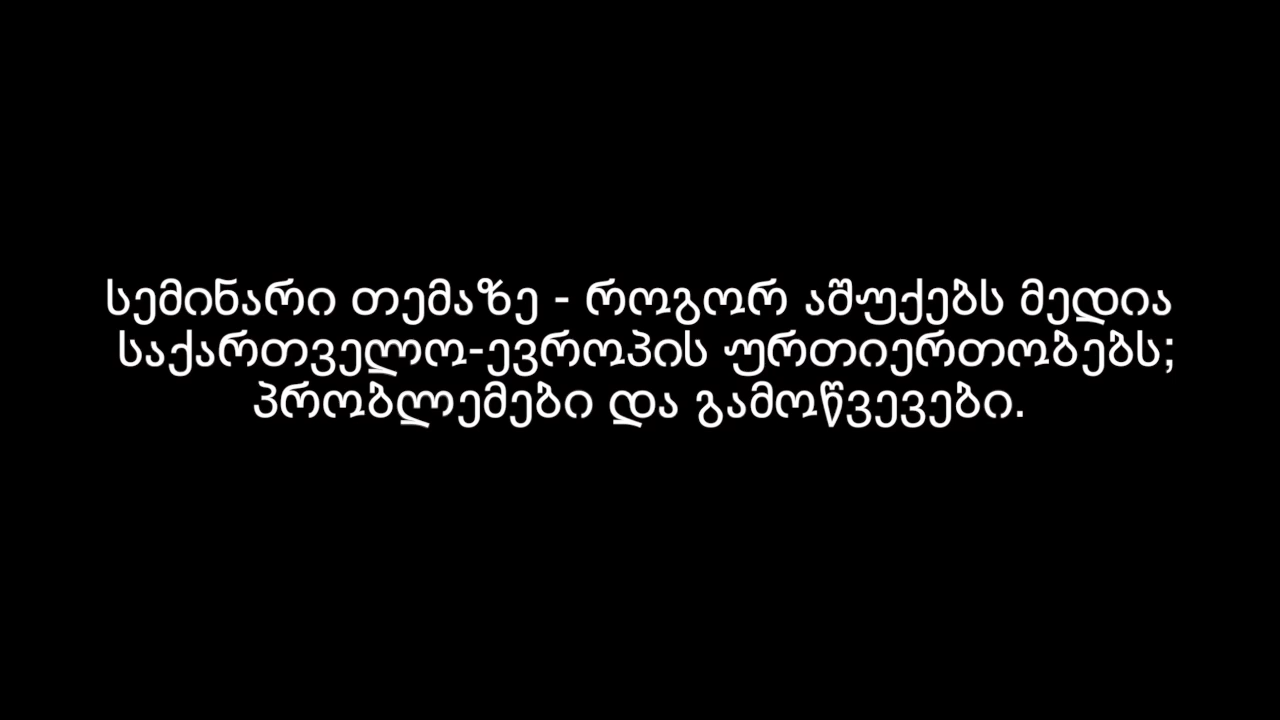 სემინარი თემაზე - როგორ აშუქებს მედია
საქართველო-ევროპის ურთიერთობებს;
პრობლემები და გამოწვევები.